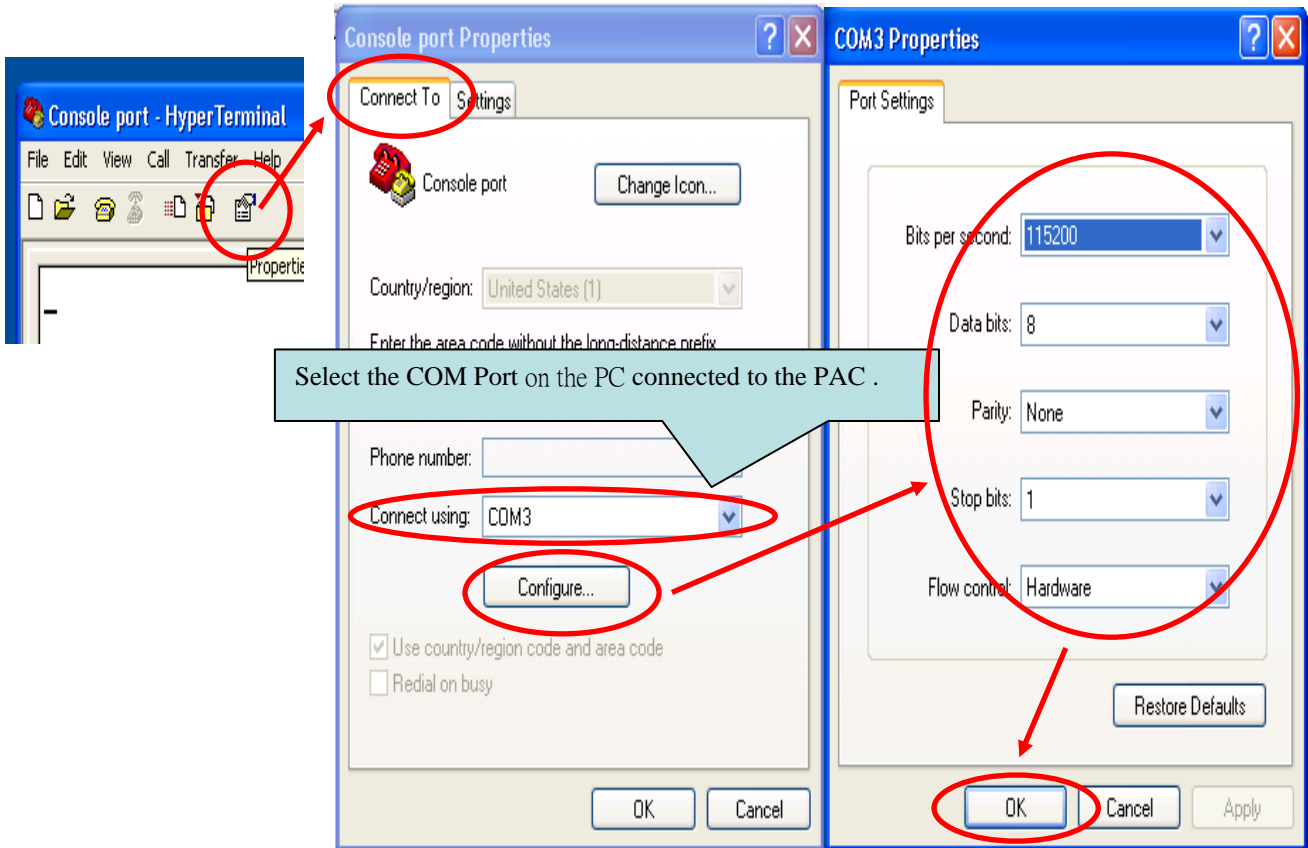 Console port - HyperTerminal
File Edit View Call Transfer Help
Console port Properties
Connect To Settings
Console port
Change Icon...
Country/region: United States (1)
Enter the area code without the long-distance prefix
Select the COM Port on the PC connected to the PAC .
Phone number:
Connect using: COM3
Configure...
Use country/region code and area code
Redial on busy
OK Cancel
COM3 Properties
Port Settings
Bits per second: 115200
Data bits: 8
Parity: None
Stop bits: 1
Flow control: Hardware
Restore Defaults
OK Cancel Apply